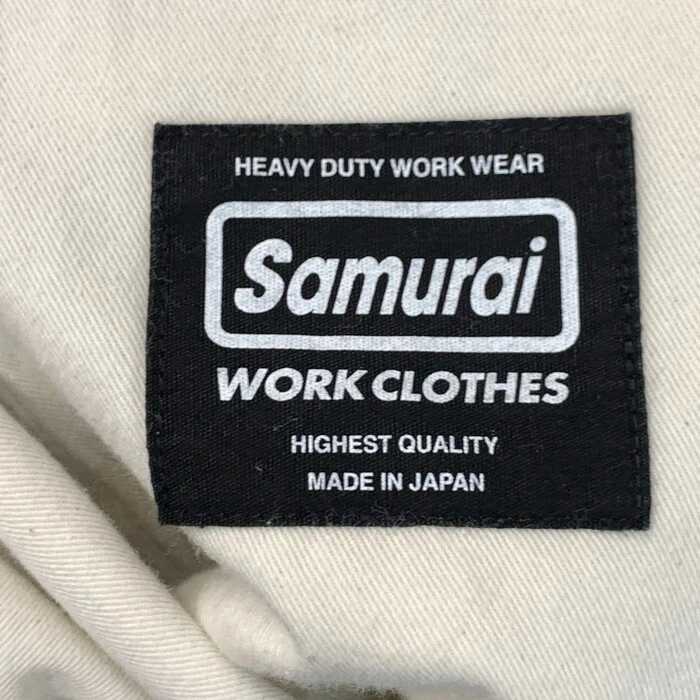 HEAVY DUTY WORK WEAR
Samurai
WORK CLOTHES
HIGHEST QUALITY
MADE IN JAPAN